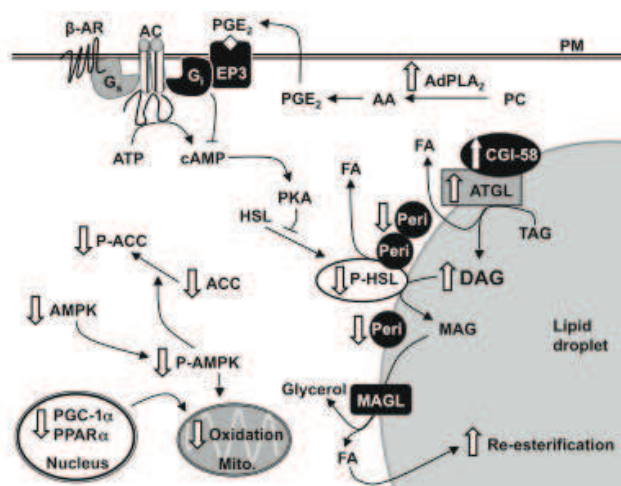 β-AR
AC
PGE2
PM
Gs
Gi
EP3
AdPLA2
PGE2
AA
PC
ATP
cAMP
FA
FA
CGI-58
PKA
ATGL
HSL
Peri
TAG
P-ACC
Peri
P-HSL
DAG
ACC
AMPK
Peri
MAG
Lipid
droplet
P-AMPK
Glycerol
MAGL
PGC-1α
PPARα
Oxidation
Re-esterification
Nucleus
Mito.
FA